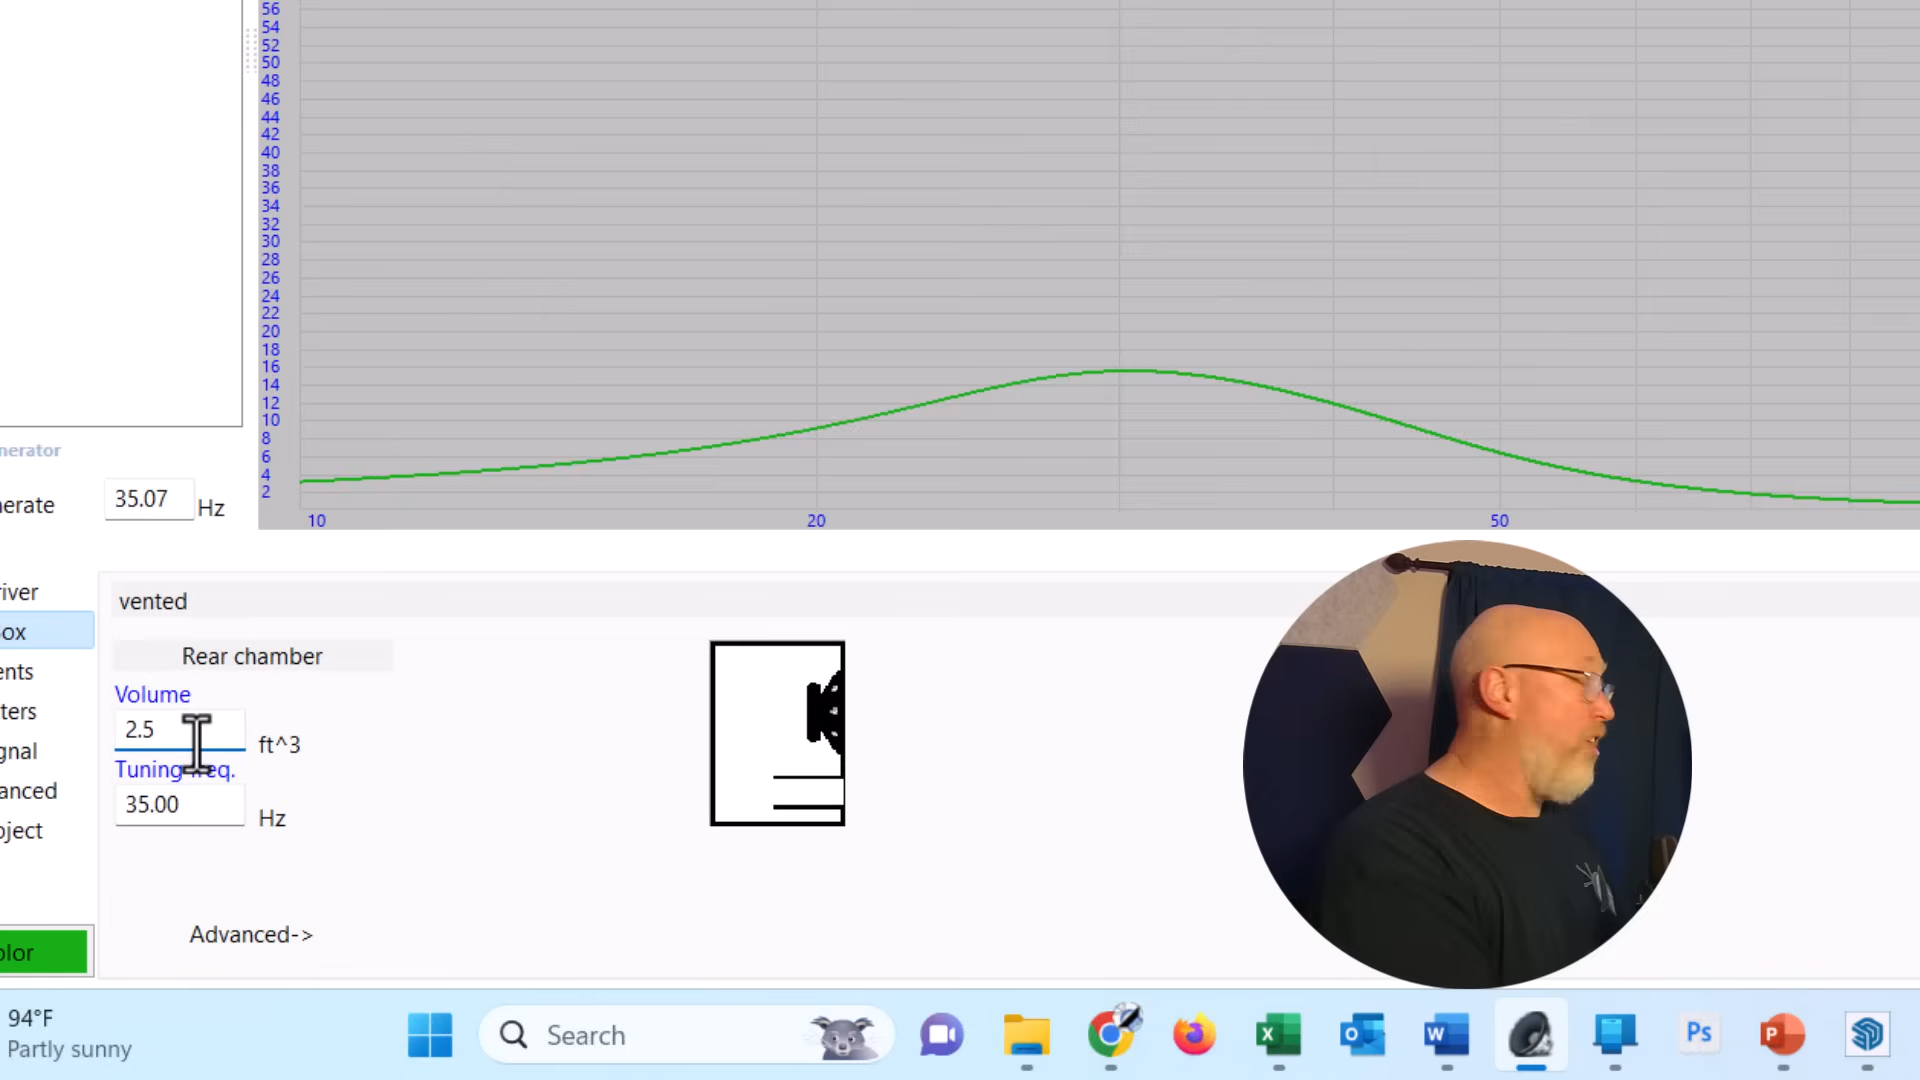 56
54
52
50
48
46
44
42
40
38
36
34
32
30
28
26
24
22
20
18
16
14
12
10
8
6
4
2
10 20 50
nerator
nerate 35.07 Hz
river
ox
ents
ters
gnal
anced
oject
olor
vented
Rear chamber
Volume
2.5 ft^3
Tuning freq.
35.00 Hz
Advanced->
94°F
Partly sunny
Search
X
O
W
Ps
P